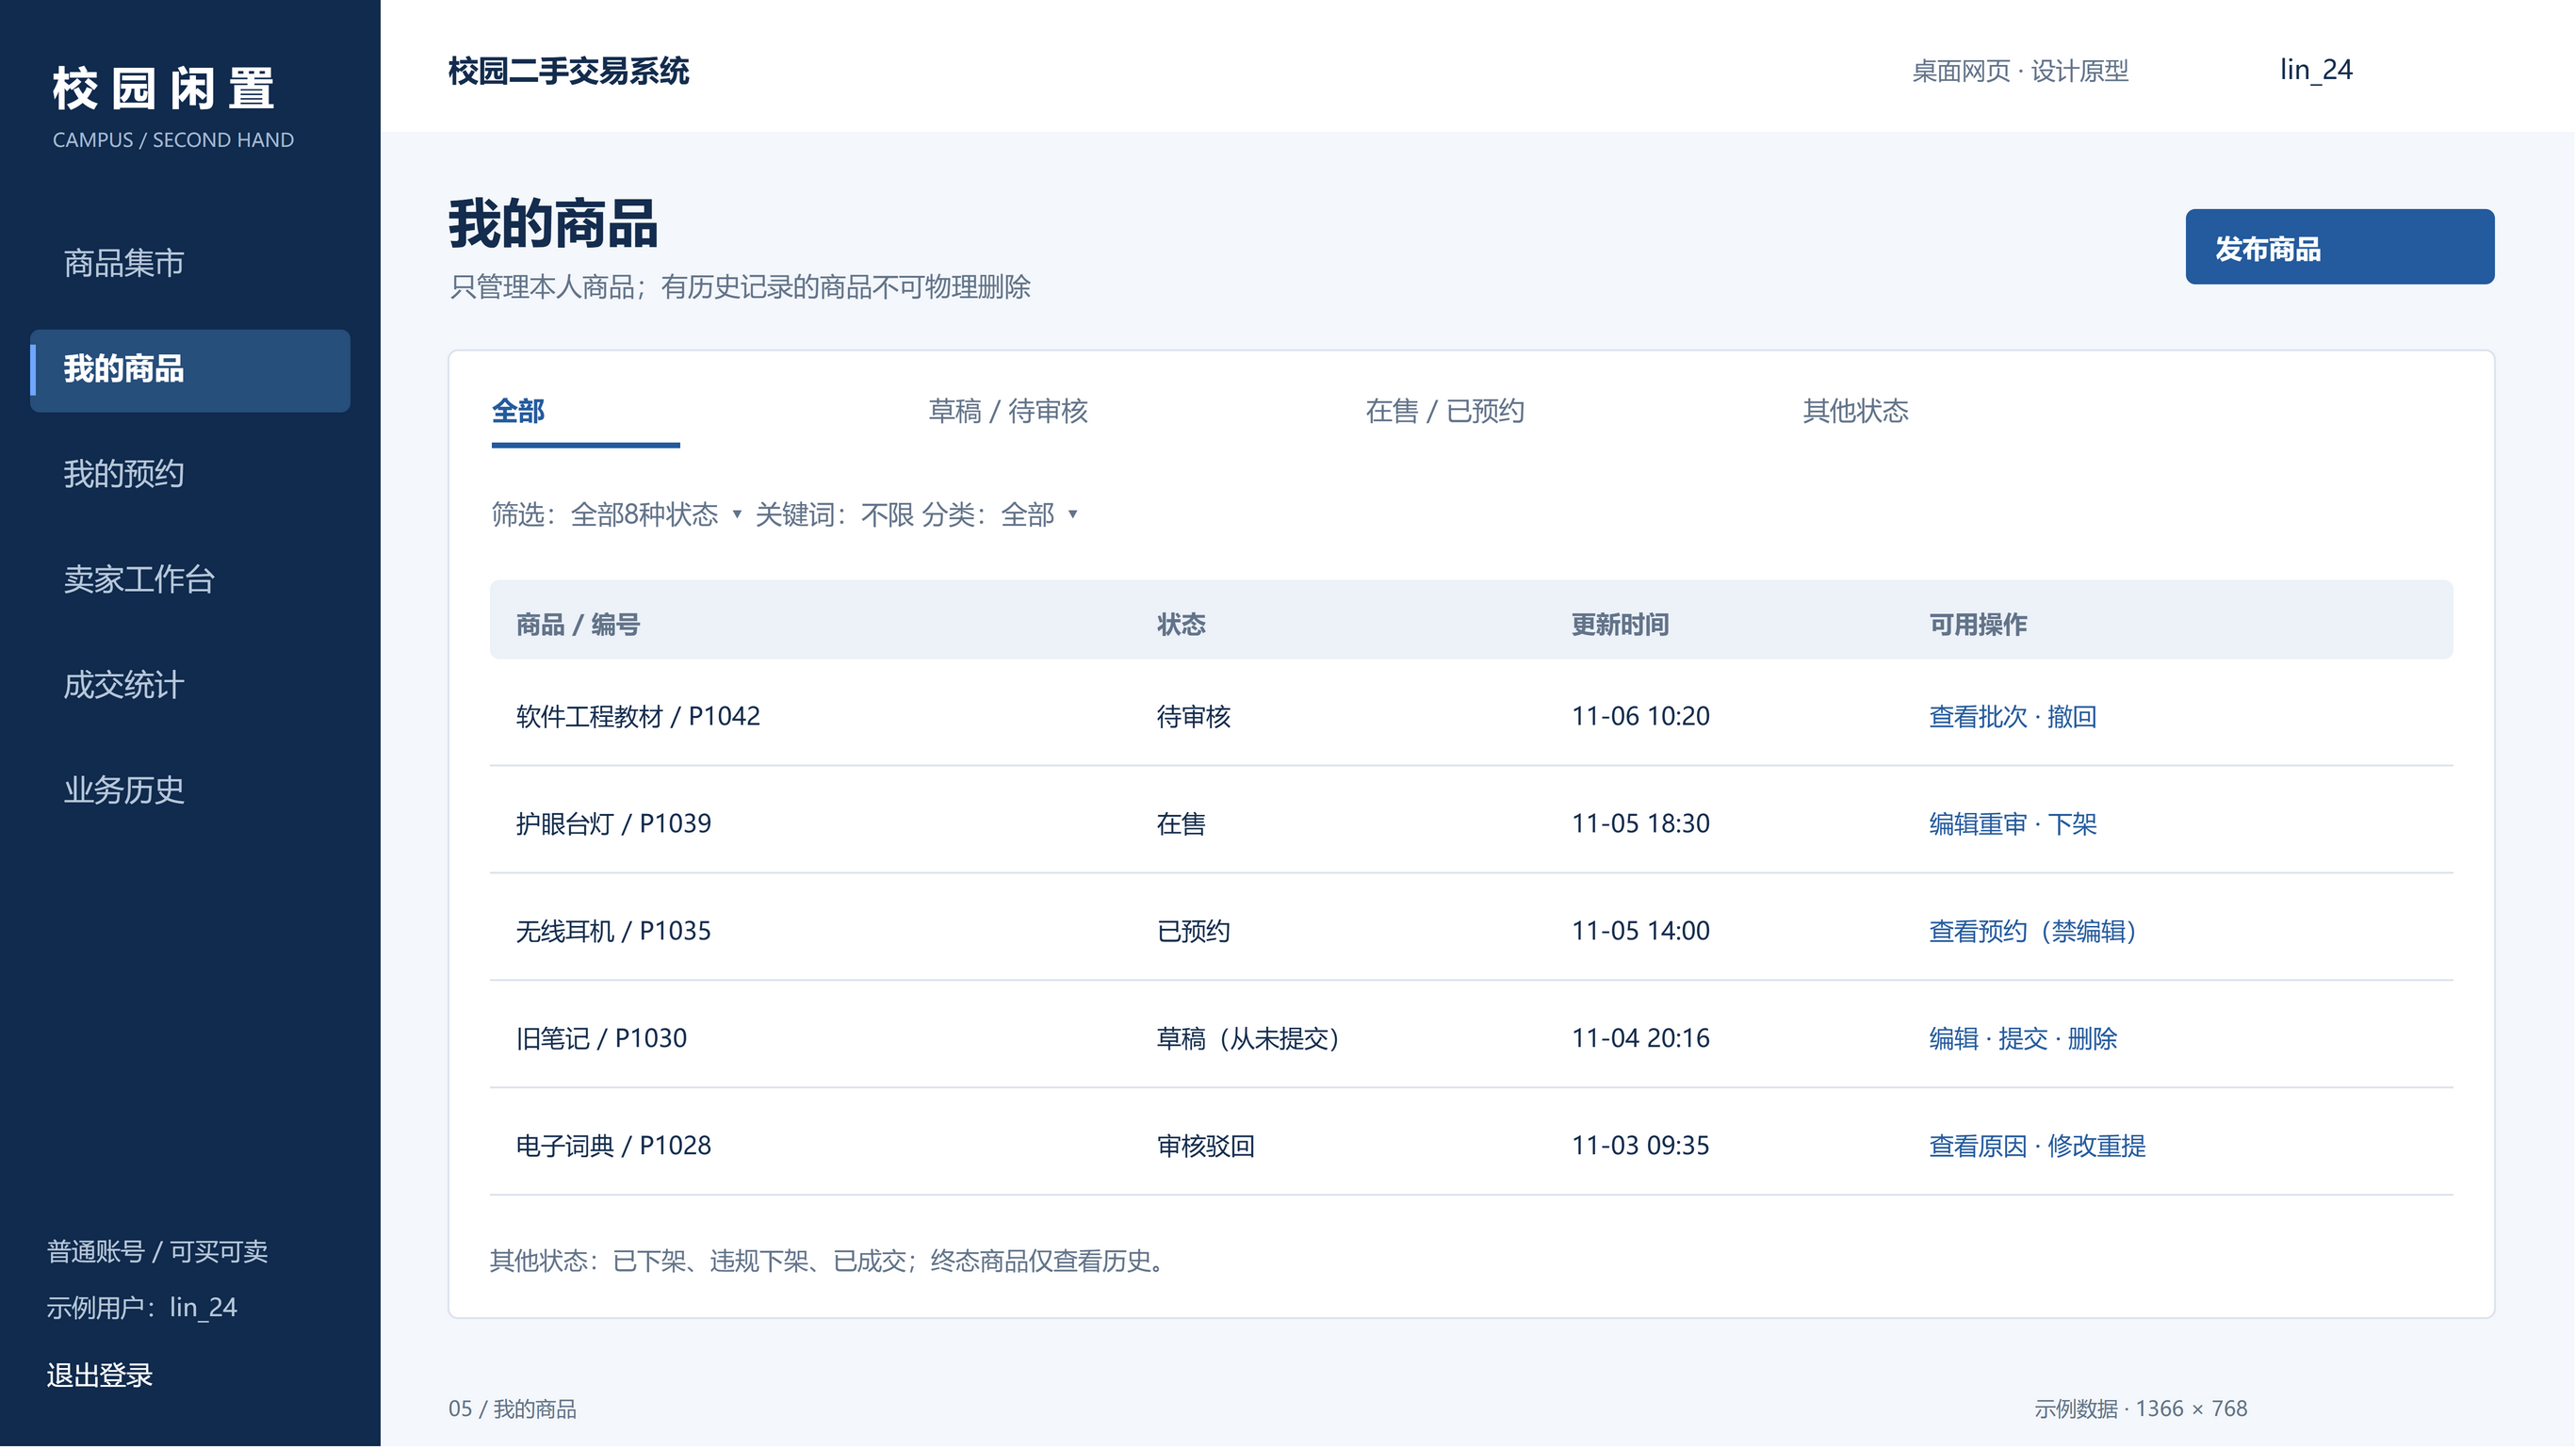 校园闲置
CAMPUS / SECOND HAND
商品集市
我的商品
我的预约
卖家工作台
成交统计
业务历史
普通账号 / 可买可卖
示例用户：lin_24
退出登录
校园二手交易系统
桌面网页 · 设计原型
lin_24
我的商品
只管理本人商品；有历史记录的商品不可物理删除
发布商品
全部 草稿 / 待审核 在售 / 已预约 其他状态
筛选：全部8种状态 ▾ 关键词：不限 分类：全部 ▾
商品 / 编号 状态 更新时间 可用操作
软件工程教材 / P1042 待审核 11-06 10:20 查看批次 · 撤回
护眼台灯 / P1039 在售 11-05 18:30 编辑重审 · 下架
无线耳机 / P1035 已预约 11-05 14:00 查看预约（禁编辑）
旧笔记 / P1030 草稿（从未提交） 11-04 20:16 编辑 · 提交 · 删除
电子词典 / P1028 审核驳回 11-03 09:35 查看原因 · 修改重提
其他状态：已下架、违规下架、已成交；终态商品仅查看历史。
05 / 我的商品
示例数据 · 1366 × 768